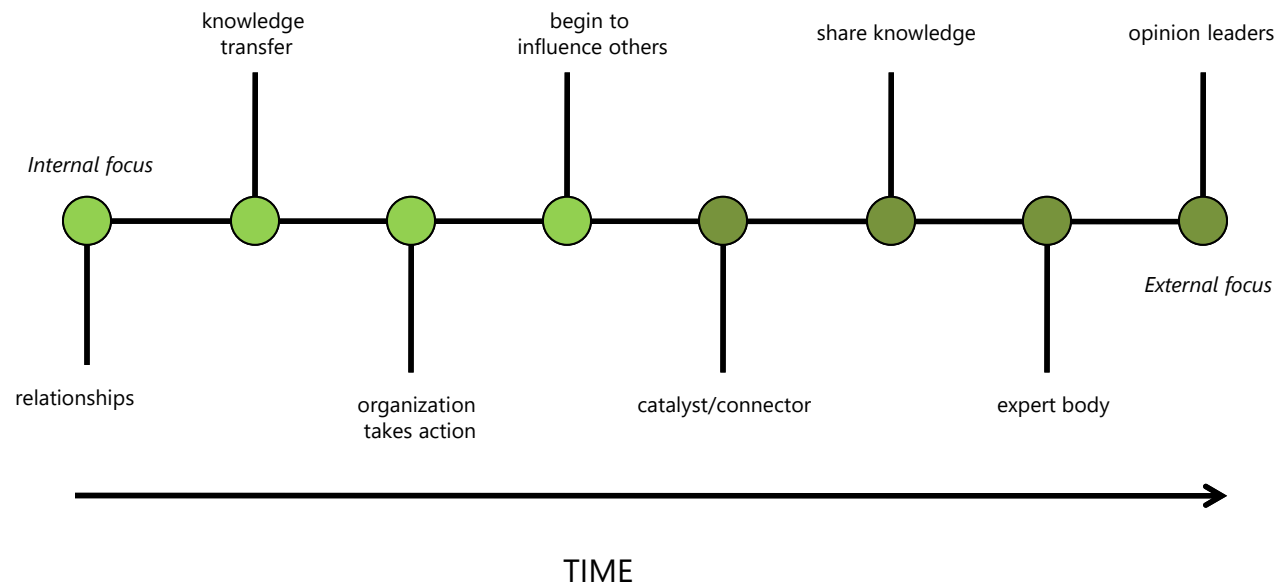 knowledge
transfer
begin to
influence others
share knowledge
opinion leaders
Internal focus
External focus
relationships
organization
takes action
catalyst/connector
expert body
TIME